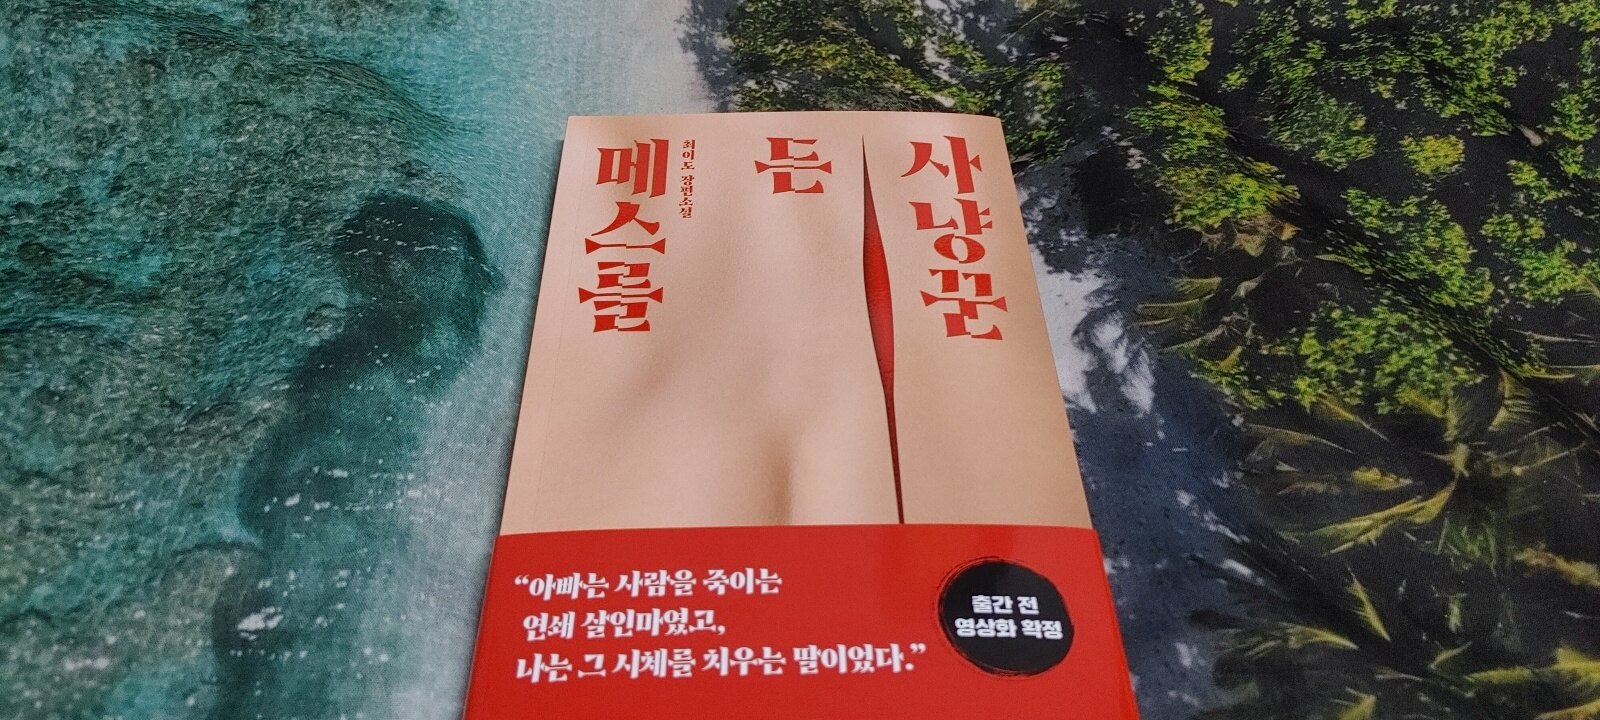 메스를
든
사냥꾼
최이도 장편소설
“아빠는 사람을 죽이는
연쇄 살인마였고,
나는 그 시체를 치우는 딸이었다.”
출간 전
영상화 확정